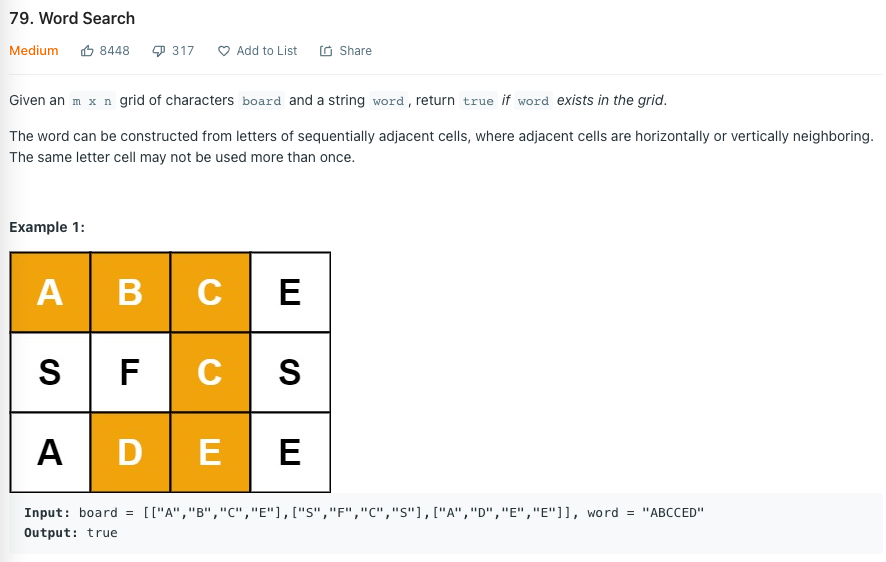 79. Word Search
Medium 8448 317 Add to List Share
Given an m x n grid of characters board and a string word, return true if word exists in the grid.
The word can be constructed from letters of sequentially adjacent cells, where adjacent cells are horizontally or vertically neighboring.
The same letter cell may not be used more than once.
Example 1:
A B C E
S F C S
A D E E
Input: board = [["A","B","C","E"],["S","F","C","S"],["A","D","E","E"]], word = "ABCCED"
Output: true